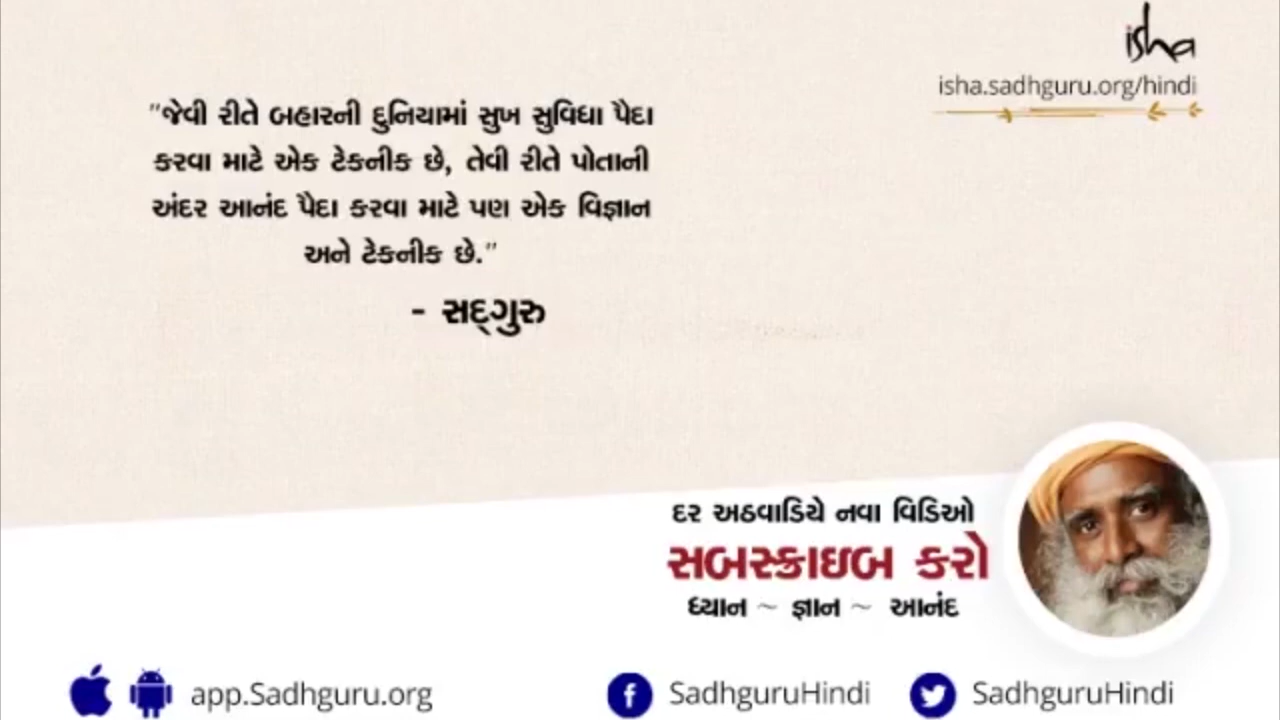 isha
isha.sadhguru.org/hindi
"જેવી રીતે બહારની દુનિયામાં સુખ સુવિધા પૈદા
કરવા માટે એક ટેકનીક છે, તેવી રીતે પોતાની
અંદર આનંદ પૈદા કરવા માટે પણ એક વિજ્ઞાન
અને ટેકનીક છે."
- સદ્‌ગુરુ
દર અઠવાડિયે નવા વિડિઓ
સબસ્ક્રાઇબ કરો
ધ્યાન ~ જ્ઞાન ~ આનંદ
app.Sadhguru.org
SadhguruHindi
SadhguruHindi